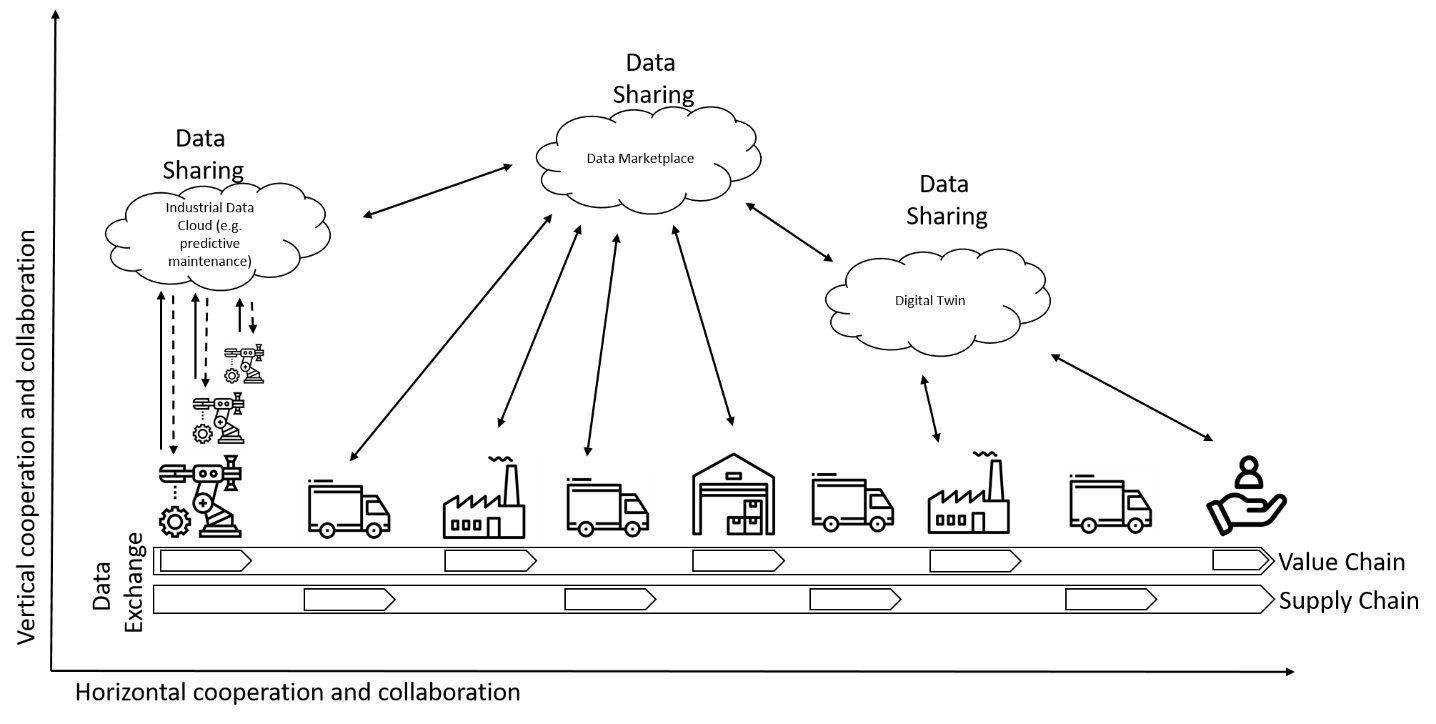 Data
Sharing
Data Marketplace
Data
Sharing
Industrial Data
Cloud (e.g.
predictive
maintenance)
Data
Sharing
Digital Twin
Vertical cooperation and collaboration
Data
Exchange
Value Chain
Supply Chain
Horizontal cooperation and collaboration